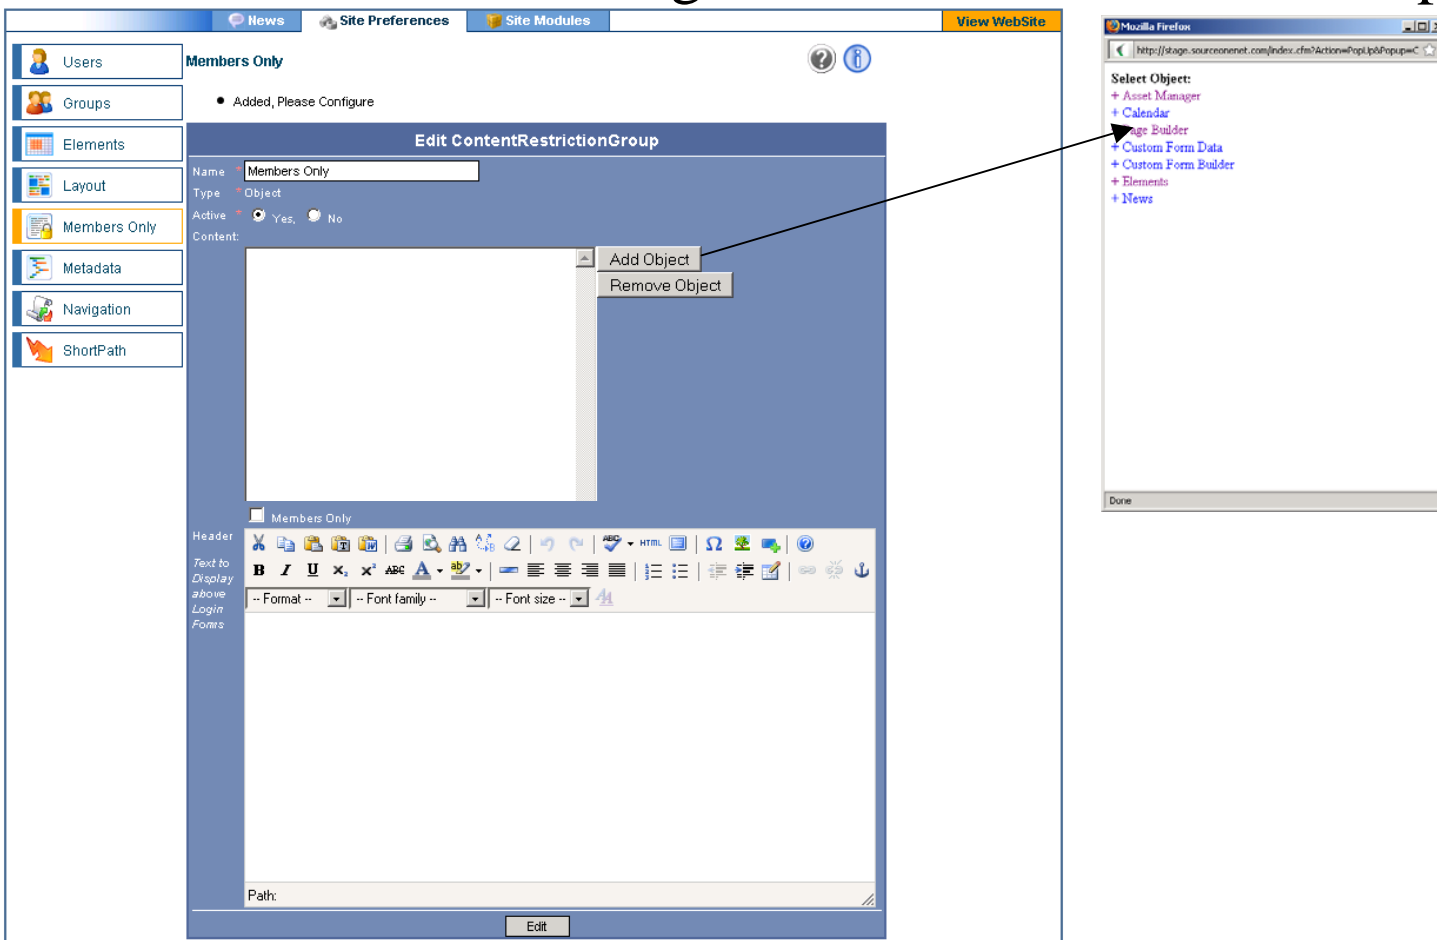 News
Site Preferences
Site Modules
View WebSite
Users
Groups
Elements
Layout
Members Only
Metadata
Navigation
ShortPath
Members Only
Added, Please Configure
Edit ContentRestrictionGroup
Name * Members Only
Type * Object
Active * Yes, No
Content:
Add Object
Remove Object
Members Only
Header
Text to
Display
above
Login
Forms
HTML
ABC
-- Format --
-- Font family --
-- Font size --
Path:
Edit
Mozilla Firefox
http://stage.sourceonenet.com/index.cfm?Action=PopUp&Popup=C
Select Object:
+ Asset Manager
+ Calendar
Page Builder
+ Custom Form Data
+ Custom Form Builder
+ Elements
+ News
Done